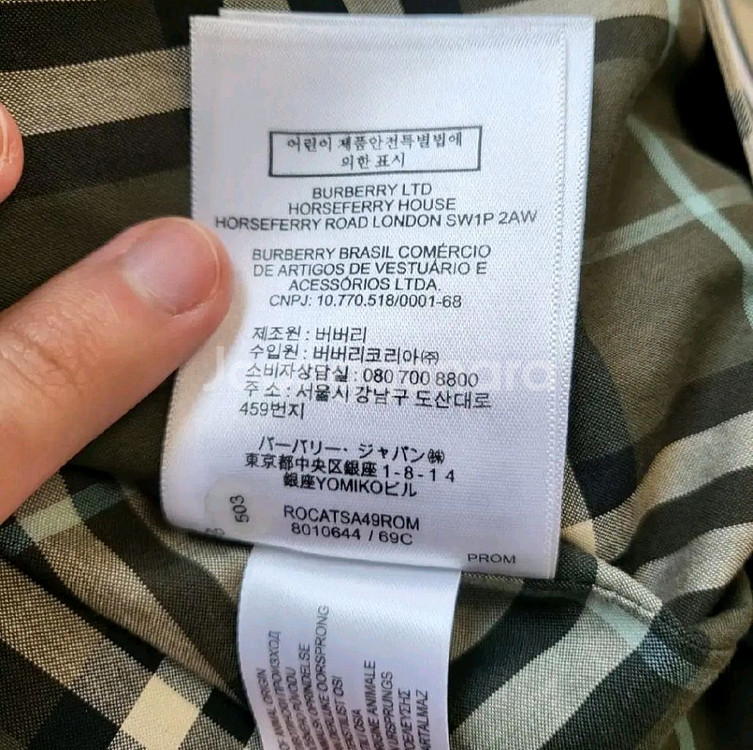 어린이 제품안전특별법에
의한 표시
BURBERRY LTD
HORSEFERRY HOUSE
HORSEFERRY ROAD LONDON SW1P 2AW
BURBERRY BRASIL COMÉRCIO
DE ARTIGOS DE VESTUÁRIO E
ACESSÓRIOS LTDA.
CNPJ: 10.770.518/0001-68
제조원 : 버버리
수입원 : 버버리코리아㈜
소비자상담실 : 080 700 8800
주 소 : 서울시 강남구 도산대로
459번지
バーバリー・ジャパン㈱
東京都中央区銀座1-8-14
銀座YOMIKOビル
503
ROCATSA49ROM
8010644 / 69C
PROM
ORIGIN
ANIMALE